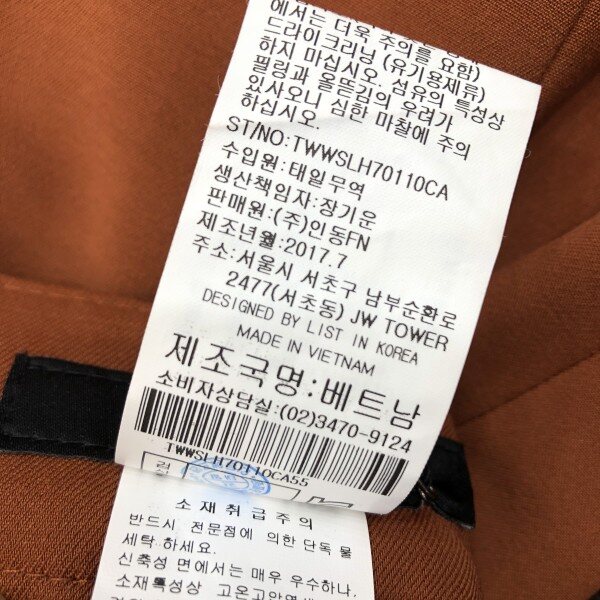 에서는 더욱 주의를 요함)
드라이크리닝 (유기용제류)
하지 마십시오. 섬유의 특성상
필링과 올뜯김의 우려가
있사오니 심한 마찰에 주의
하십시오.
ST/NO:TWWSLH70110CA
수입원:태일무역
생산책임자:장기운
판매원:(주)인동FN
제조년월:2017.7
주소:서울시 서초구 남부순환로
2477(서초동) JW TOWER
DESIGNED BY LIST IN KOREA
MADE IN VIETNAM
제조국명:베트남
소비자상담실:(02)3470-9124
TWWSLH70110CA55
소재취급주의
반드시 전문점에 의한 단독 물
세탁 하세요.
신축성 면에서는 매우 우수하나,
소재특성상